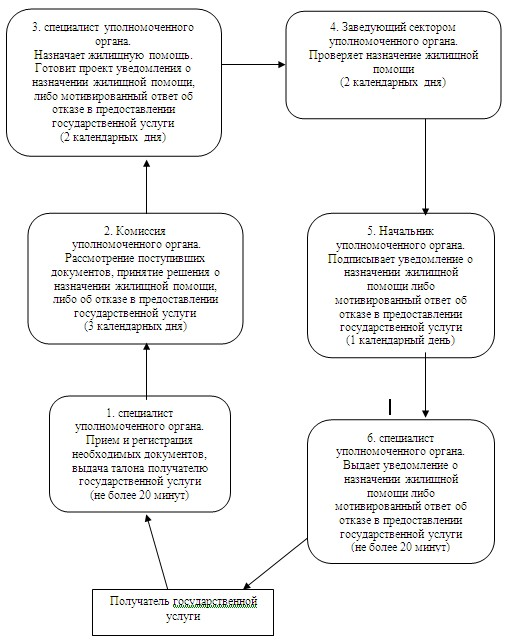 3. специалист уполномоченного
органа.
Назначает жилищную помощь.
Готовит проект уведомления о
назначении жилищной помощи,
либо мотивированный ответ об
отказе в предоставлении
государственной услуги
(2 календарных дня)
4. Заведующий сектором
уполномоченного органа.
Проверяет назначение жилищной
помощи
(2 календарных дня)
2. Комиссия
уполномоченного органа.
Рассмотрение поступивших
документов, принятие решения о
назначении жилищной помощи,
либо об отказе в предоставлении
государственной услуги
(3 календарных дня)
5. Начальник
уполномоченного органа.
Подписывает уведомление о
назначении жилищной
помощи либо
мотивированный ответ об
отказе в предоставлении
государственной услуги
(1 календарный день)
1. специалист
уполномоченного органа.
Прием и регистрация
необходимых документов,
выдача талона получателю
государственной услуги
(не более 20 минут)
6. специалист
уполномоченного органа.
Выдает уведомление о
назначении жилищной
помощи либо
мотивированный ответ об
отказе в предоставлении
государственной услуги
(не более 20 минут)
Получатель государственной
услуги